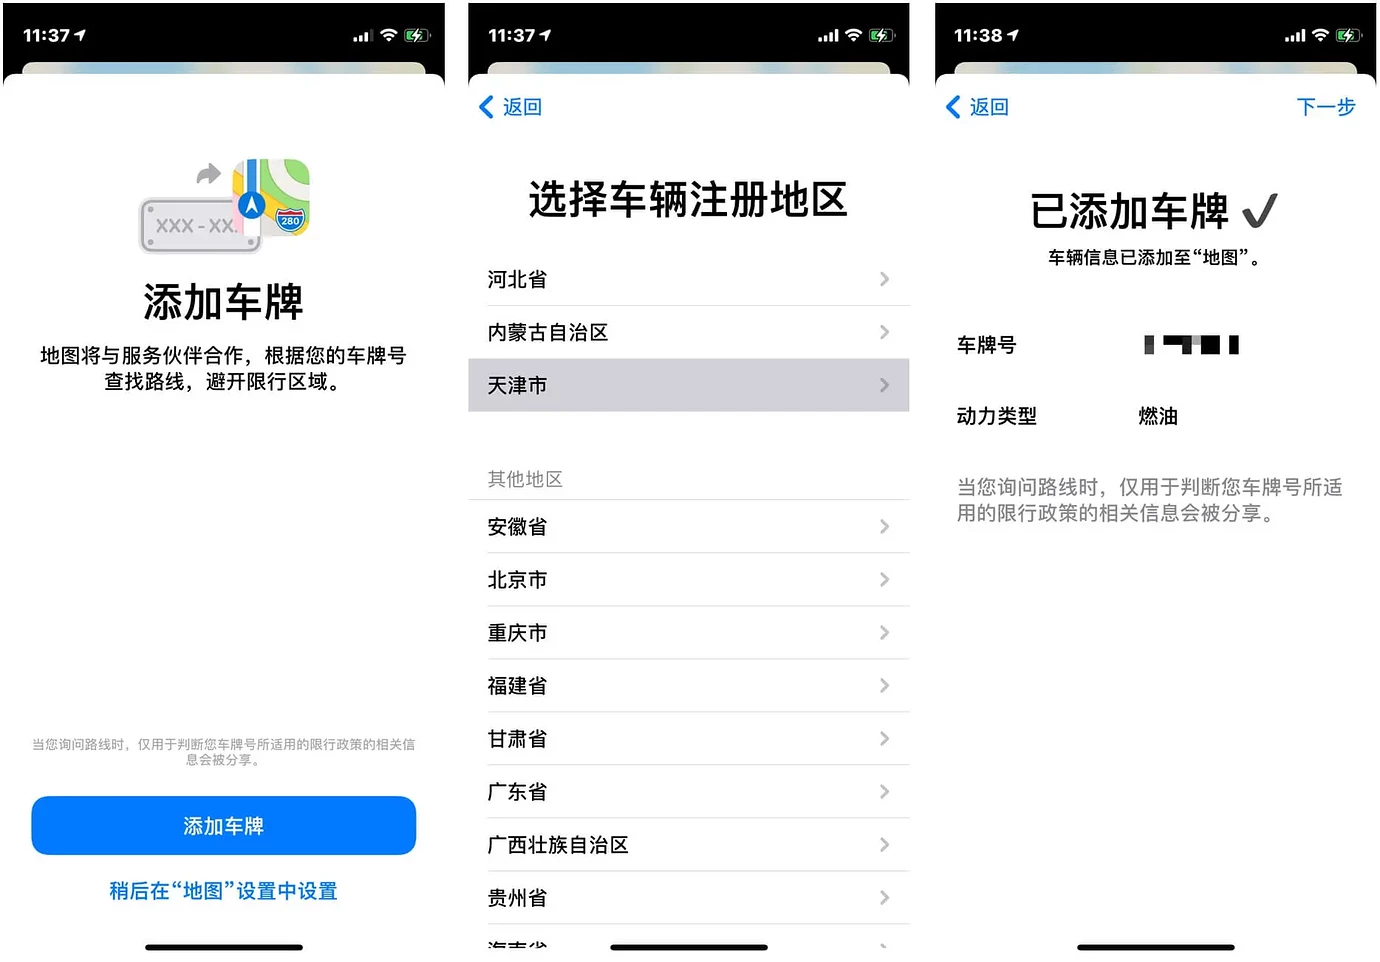 11:37
XXX-XX
280
添加车牌
地图将与服务伙伴合作，根据您的车牌号
查找路线，避开限行区域。
当您询问路线时，仅用于判断您车牌号所适用的限行政策的相关信
息会被分享。
添加车牌
稍后在“地图”设置中设置
11:37
返回
选择车辆注册地区
河北省
内蒙古自治区
天津市
其他地区
安徽省
北京市
重庆市
福建省
甘肃省
广东省
广西壮族自治区
贵州省
海南省
11:38
返回
下一步
已添加车牌
车辆信息已添加至“地图”。
车牌号
动力类型
燃油
当您询问路线时，仅用于判断您车牌号所适
用的限行政策的相关信息会被分享。